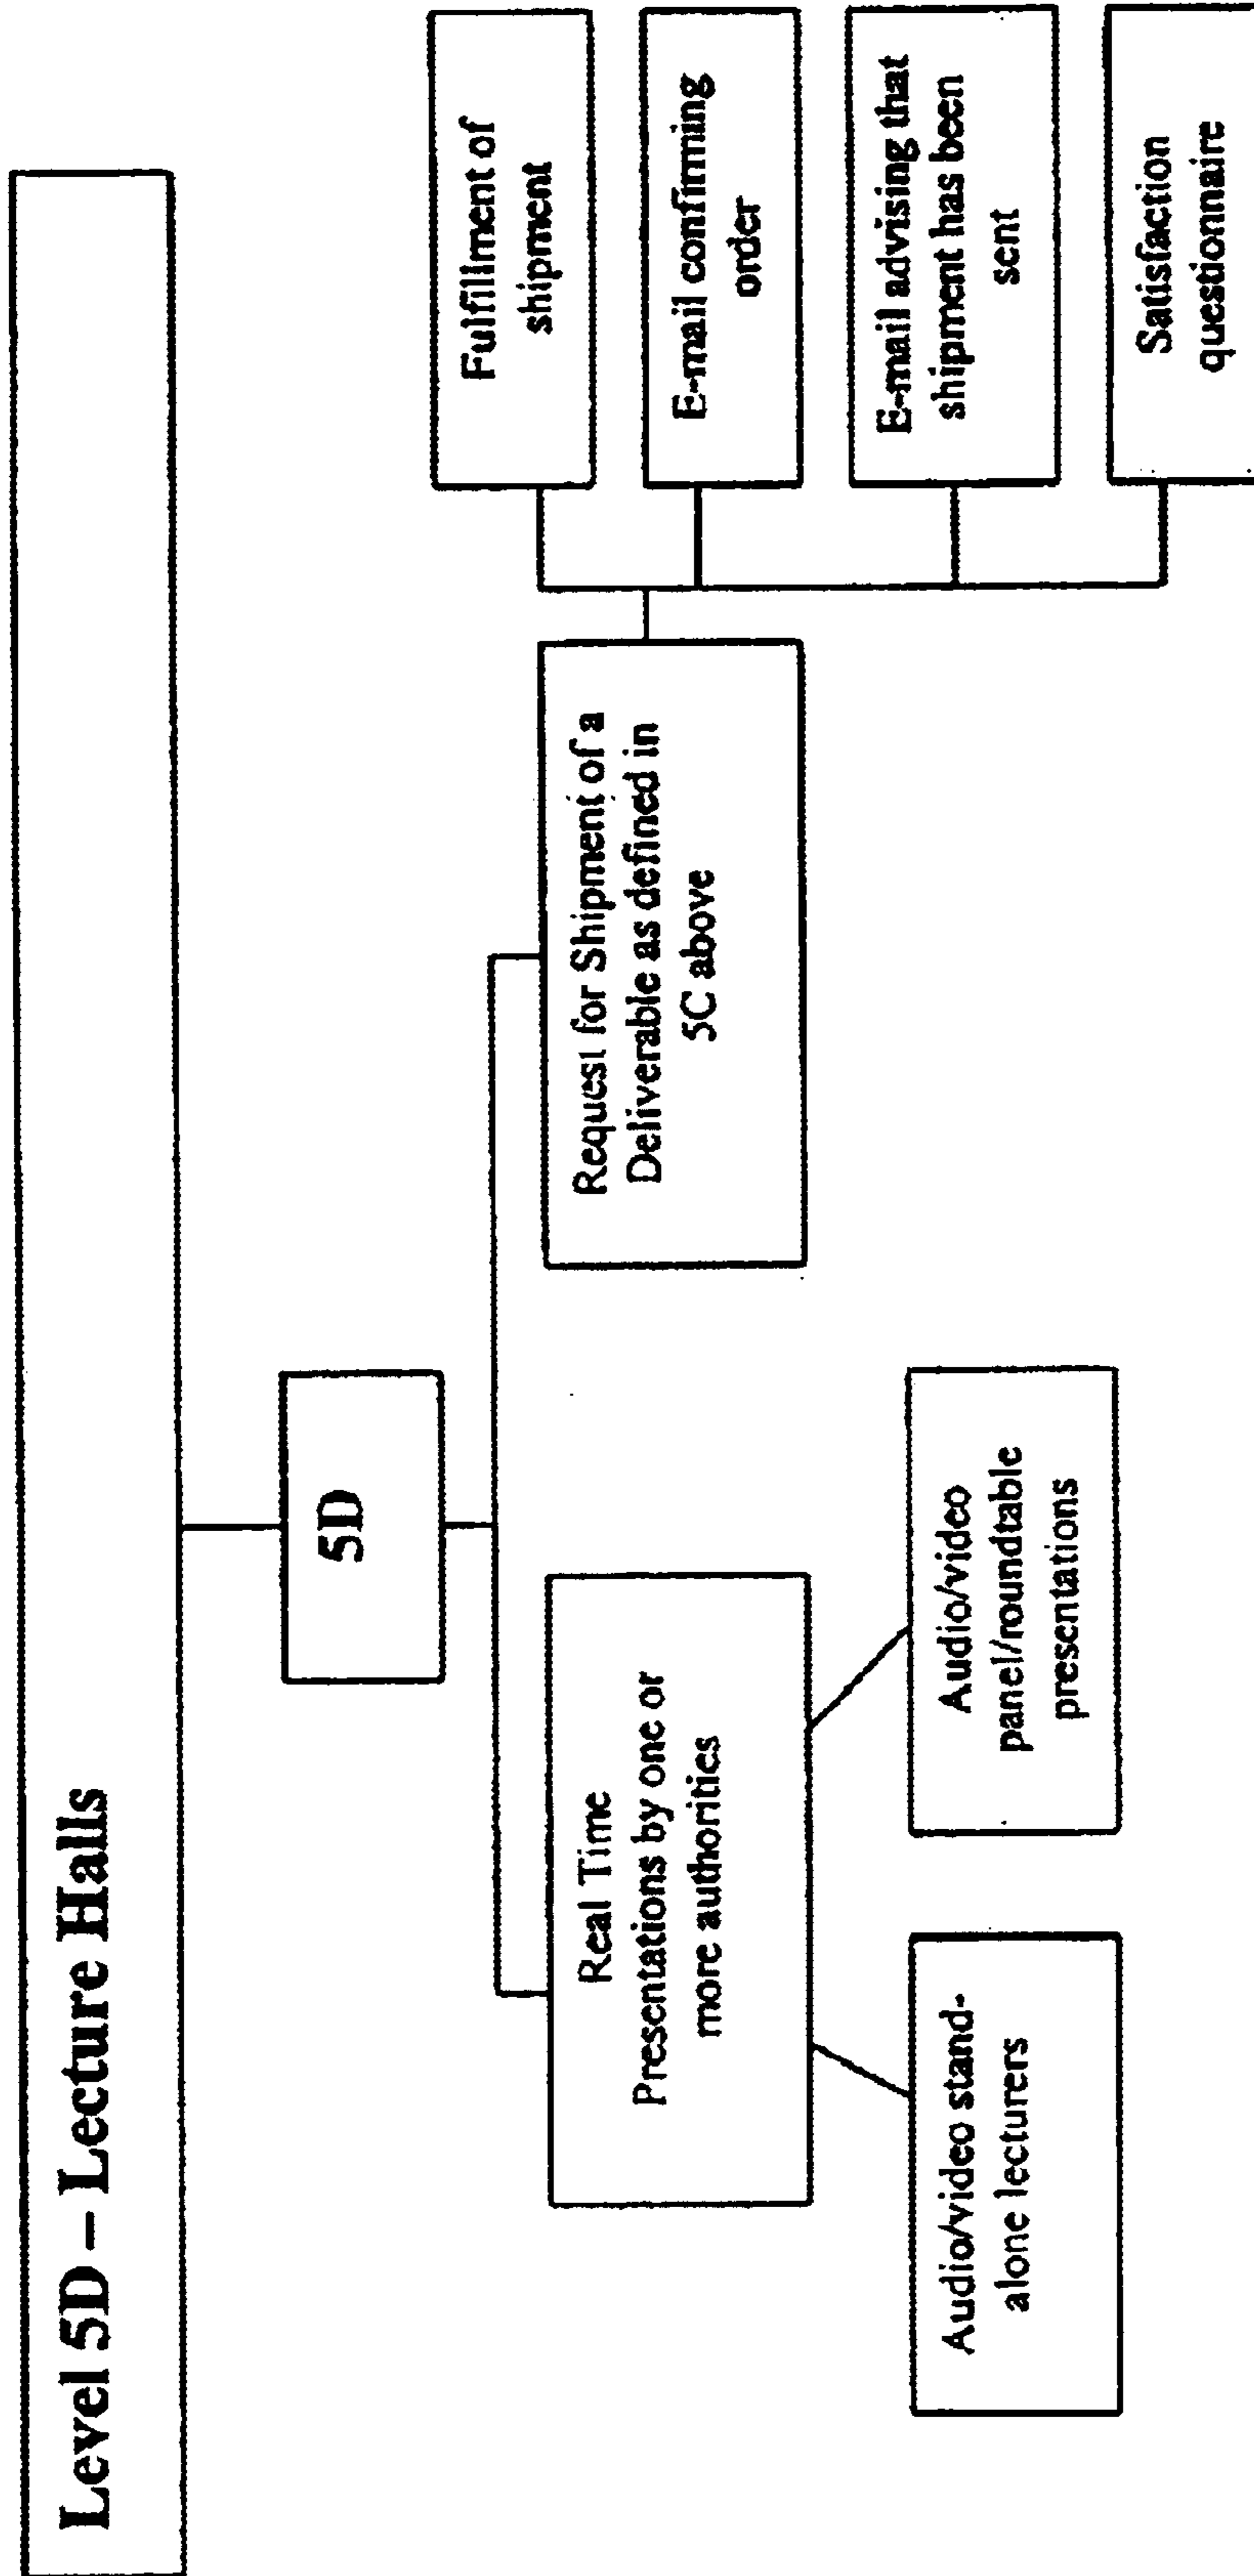 Level 5D – Lecture Halls
5D
Real Time
Presentations by one or
more authorities
Audio/video stand-
alone lecturers
Audio/video
panel/roundtable
presentations
Request for Shipment of a
Deliverable as defined in
5C above
Fulfillment of
shipment
E-mail confirming
order
E-mail advising that
shipment has been
sent
Satisfaction
questionnaire